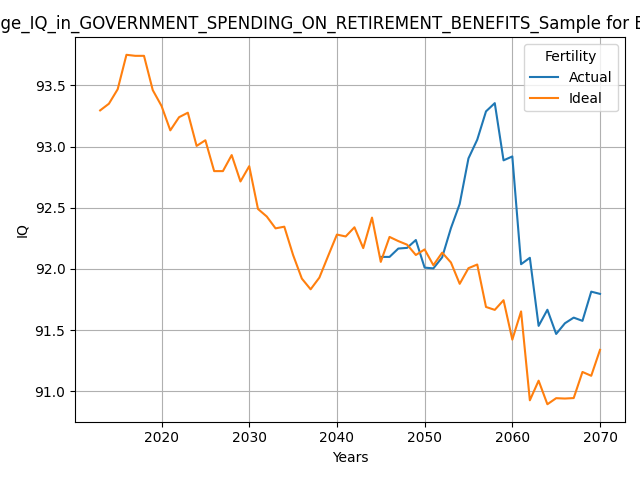 ge_IQ_in_GOVERNMENT_SPENDING_ON_RETIREMENT_BENEFITS_Sample for
Fertility
Actual
Ideal
93.5
93.0
92.5
92.0
91.5
91.0
IQ
2020 2030 2040 2050 2060 2070
Years